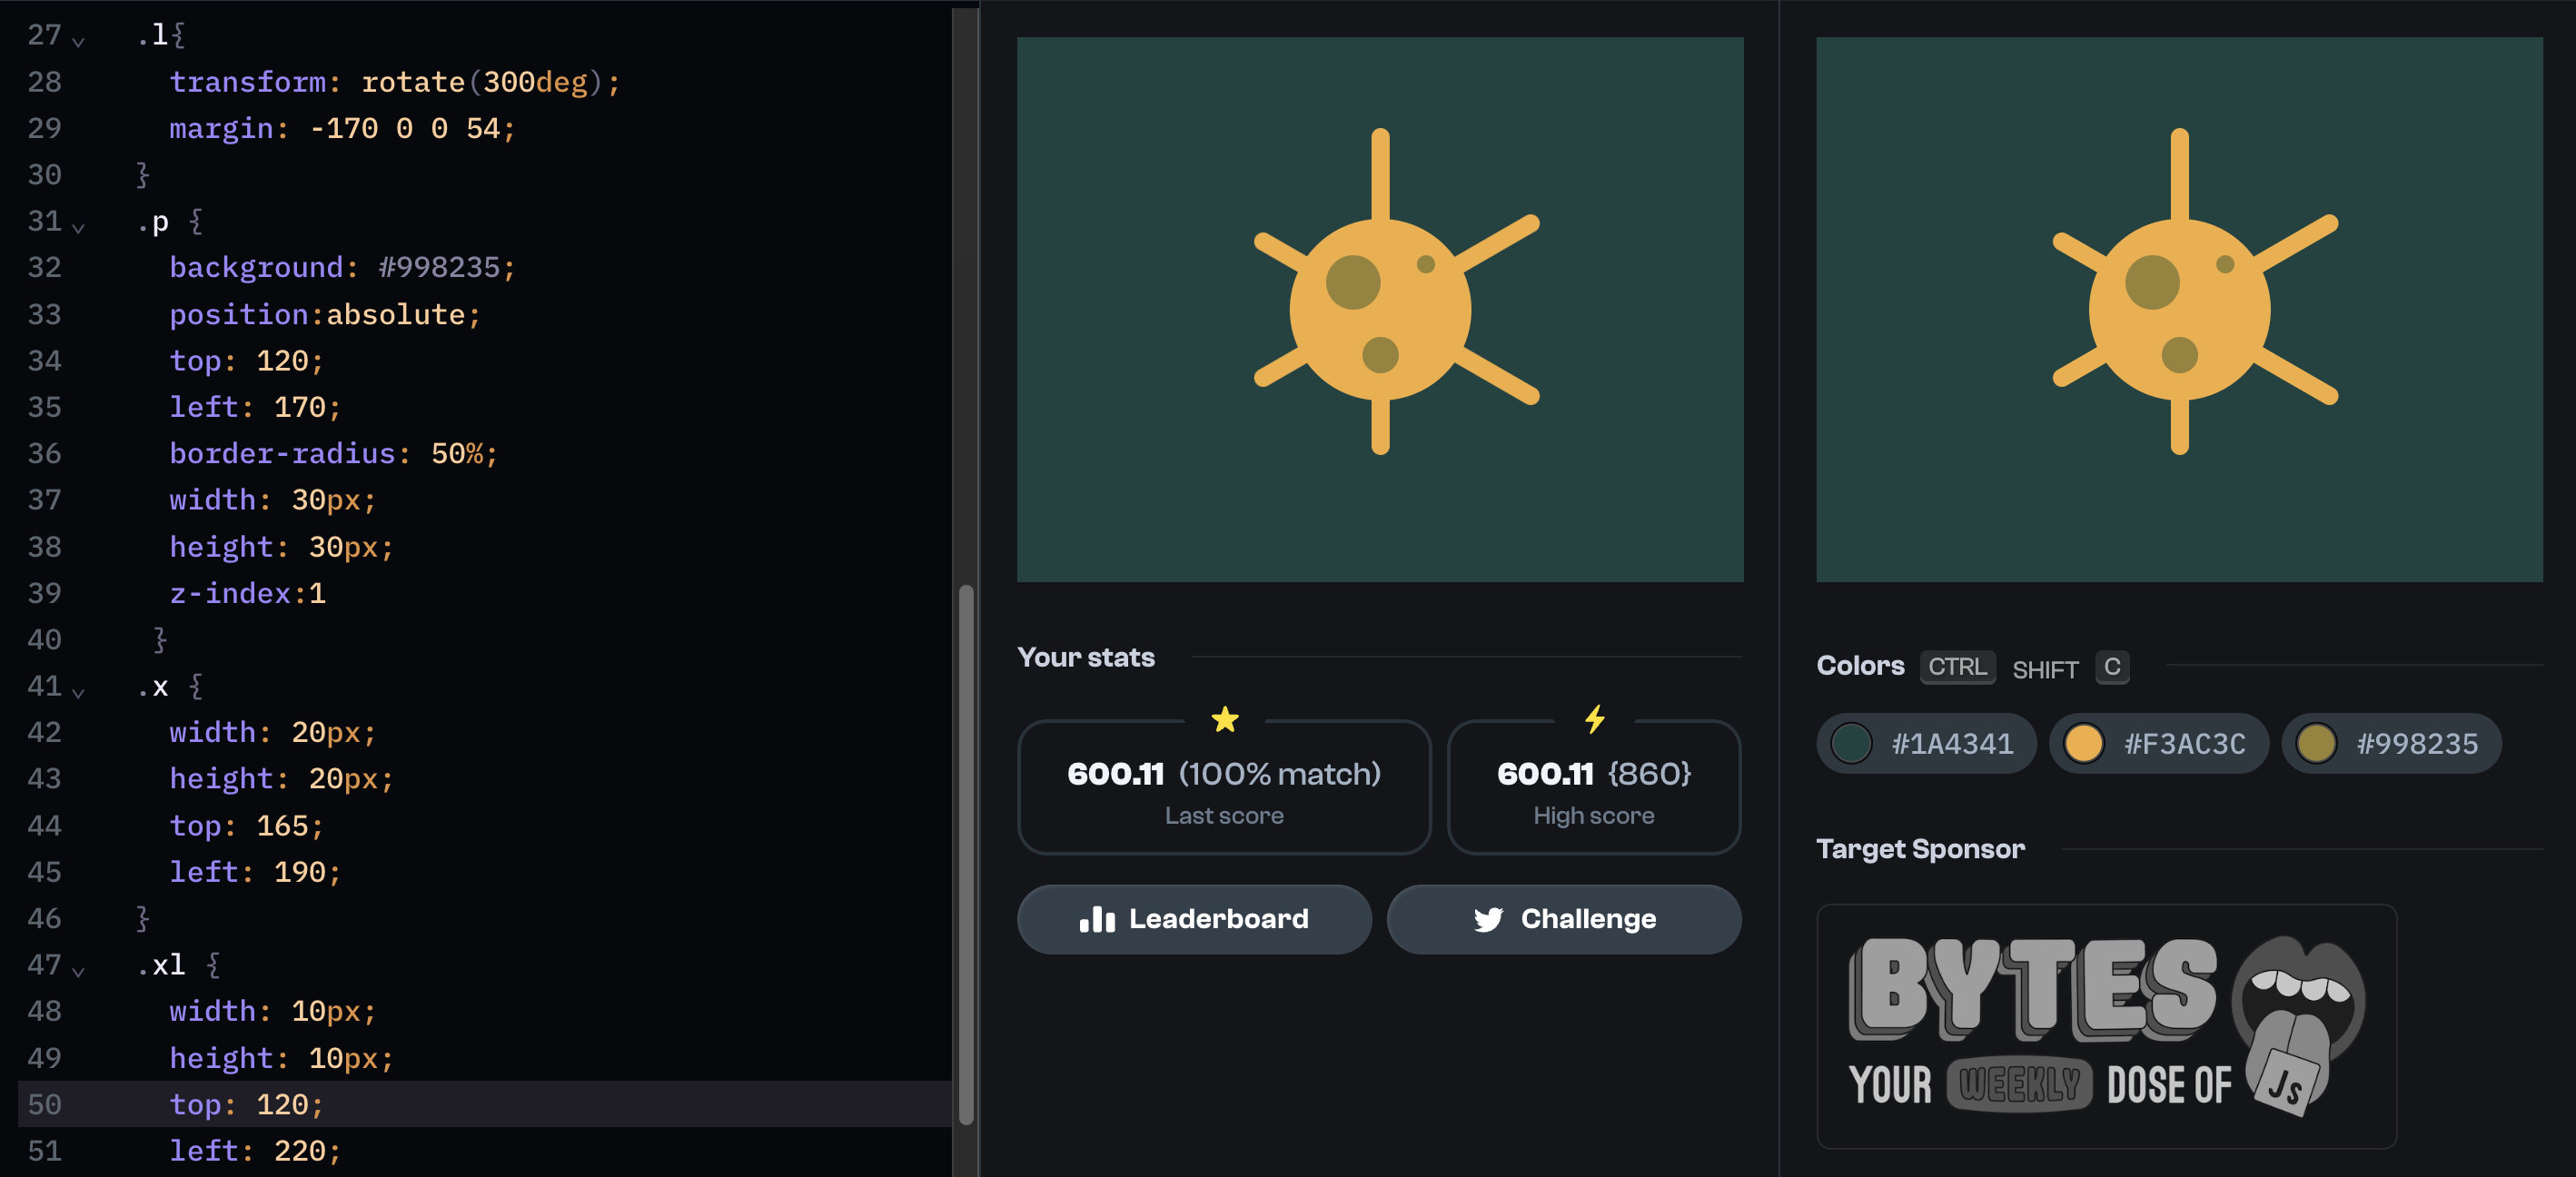 27 .l{
28 transform: rotate(300deg);
29 margin: -170 0 0 54;
30 }
31 .p {
32 background: #998235;
33 position:absolute;
34 top: 120;
35 left: 170;
36 border-radius: 50%;
37 width: 30px;
38 height: 30px;
39 z-index:1
40 }
41 .x {
42 width: 20px;
43 height: 20px;
44 top: 165;
45 left: 190;
46 }
47 .xl {
48 width: 10px;
49 height: 10px;
50 top: 120;
51 left: 220;
Your stats
600.11 (100% match)
Last score
600.11 {860}
High score
Leaderboard
Challenge
Colors CTRL SHIFT C
#1A4341 #F3AC3C #998235
Target Sponsor
BYTES
YOUR WEEKLY DOSE OF JS